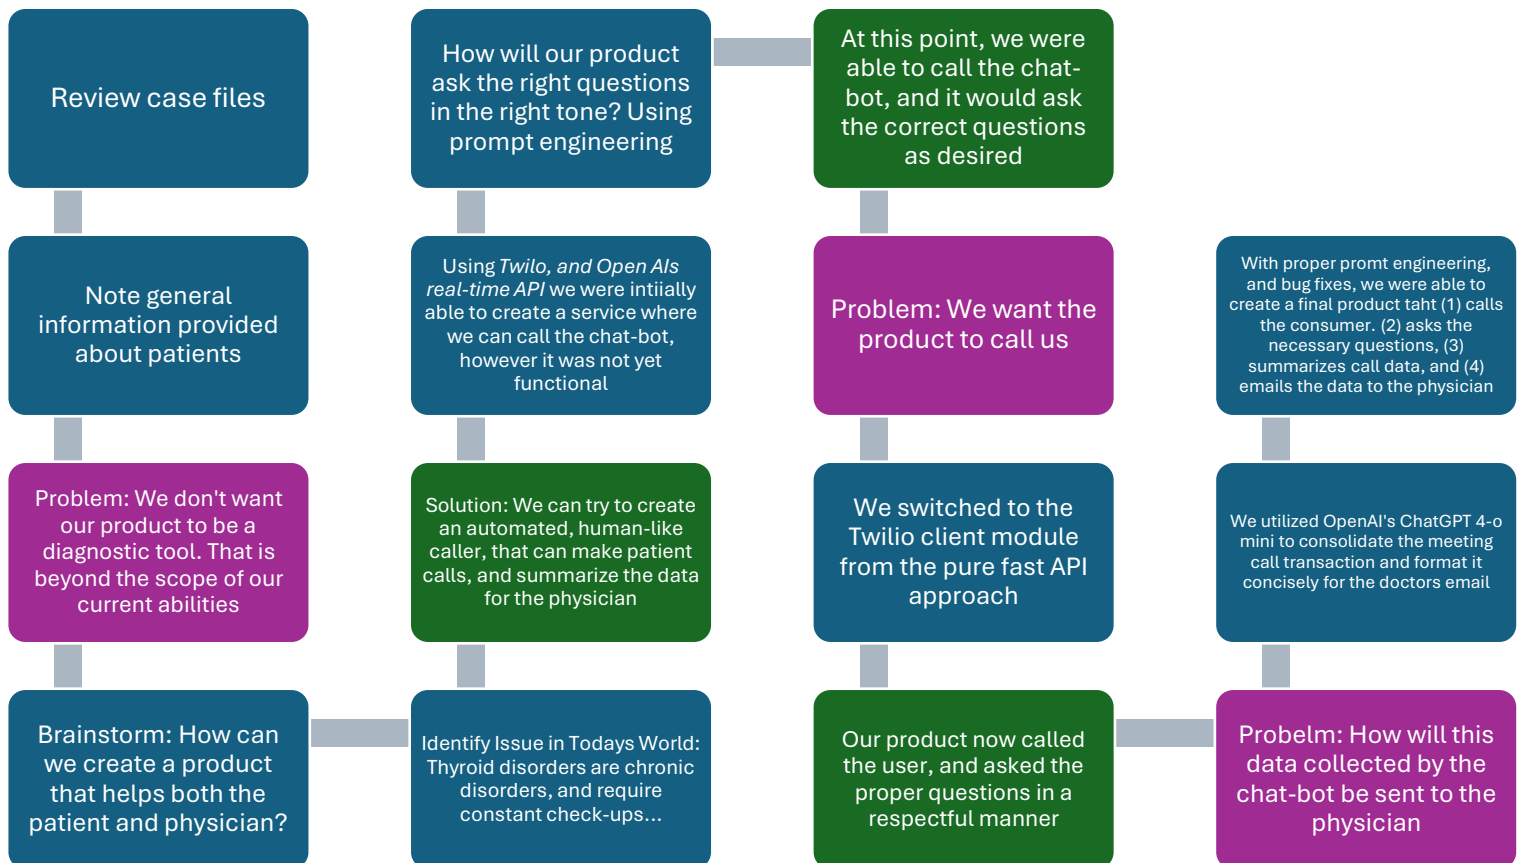 Review case files
Note general
information provided
about patients
Problem: We don't want
our product to be a
diagnostic tool. That is
beyond the scope of our
current abilities
Brainstorm: How can
we create a product
that helps both the
patient and physician?
Identify Issue in Todays World:
Thyroid disorders are chronic
disorders, and require
constant check-ups...
Solution: We can try to create
an automated, human-like
caller, that can make patient
calls, and summarize the data
for the physician
Using Twilo, and Open AIs
real-time API we were intiially
able to create a service where
we can call the chat-bot,
however it was not yet
functional
How will our product
ask the right questions
in the right tone? Using
prompt engineering
At this point, we were
able to call the chat-
bot, and it would ask
the correct questions
as desired
Problem: We want the
product to call us
We switched to the
Twilio client module
from the pure fast API
approach
Our product now called
the user, and asked the
proper questions in a
respectful manner
Probelm: How will this
data collected by the
chat-bot be sent to the
physician
We utilized OpenAI's ChatGPT 4-o
mini to consolidate the meeting
call transaction and format it
concisely for the doctors email
With proper promt engineering,
and bug fixes, we were able to
create a final product taht (1) calls
the consumer. (2) asks the
necessary questions, (3)
summarizes call data, and (4)
emails the data to the physician